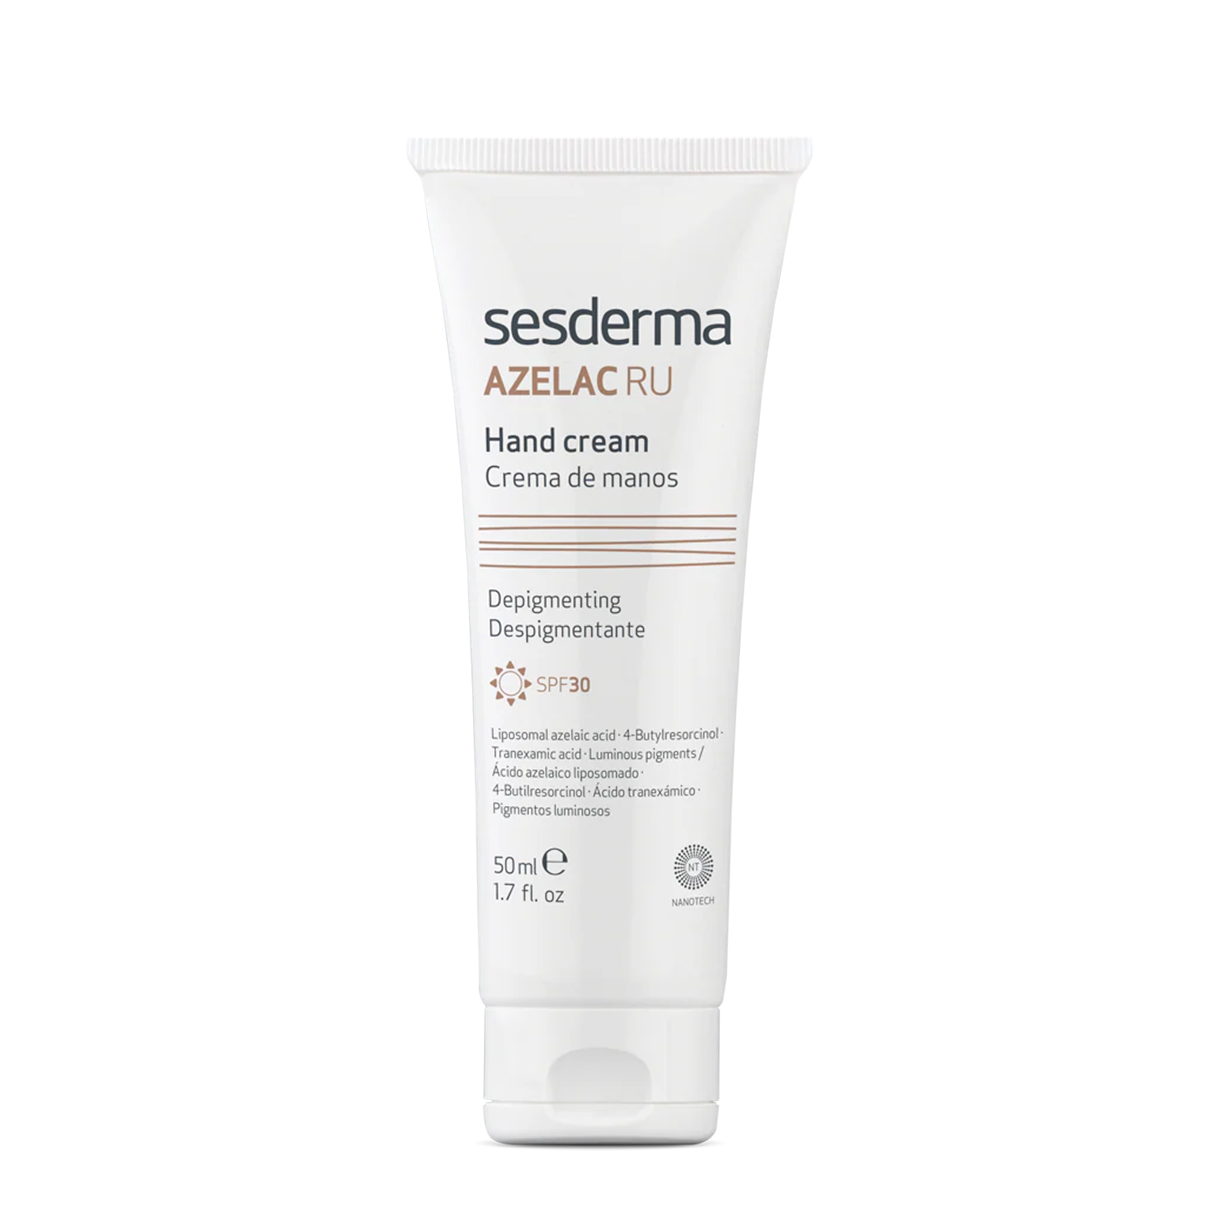 sesderma
AZELAC RU
Hand cream
Crema de manos
Depigmenting
Despigmentante
SPF30
Liposomal azelaic acid · 4-Butylresorcinol ·
Tranexamic acid · Luminous pigments /
Ácido azelaico liposomado ·
4-Butilresorcinol · Ácido tranexámico ·
Pigmentos luminosos
50 ml ℮
1.7 fl. oz
NT
NANOTECH